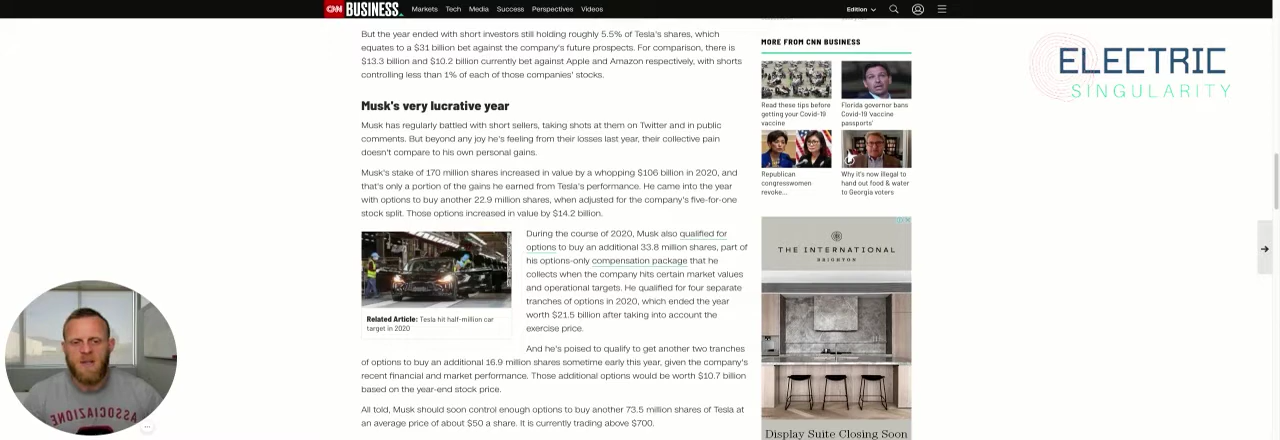 CNN BUSINESS Markets Tech Media Success Perspectives Videos Edition
But the year ended with short investors still holding roughly 5.5% of Tesla's shares, which
equates to a $31 billion bet against the company's future prospects. For comparison, there is
$13.3 billion and $10.2 billion currently bet against Apple and Amazon respectively, with shorts
controlling less than 1% of each of those companies' stocks.
Musk's very lucrative year
Musk has regularly battled with short sellers, taking shots at them on Twitter and in public
comments. But beyond any joy he's feeling from their losses last year, their collective pain
doesn't compare to his own personal gains.
Musk's stake of 170 million shares increased in value by a whopping $106 billion in 2020, and
that's only a portion of the gains he earned from Tesla's performance. He came into the year
with options to buy another 22.9 million shares, when adjusted for the company's five-for-one
stock split. Those options increased in value by $14.2 billion.
During the course of 2020, Musk also qualified for
options to buy an additional 33.8 million shares, part of
his options-only compensation package that he
collects when the company hits certain market values
and operational targets. He qualified for four separate
tranches of options in 2020, which ended the year
worth $21.5 billion after taking into account the
exercise price.
Related Article: Tesla hit half-million car
target in 2020
And he's poised to qualify to get another two tranches
of options to buy an additional 16.9 million shares sometime early this year, given the company's
recent financial and market performance. Those additional options would be worth $10.7 billion
based on the year-end stock price.
All told, Musk should soon control enough options to buy another 73.5 million shares of Tesla at
an average price of about $50 a share. It is currently trading above $700.
MORE FROM CNN BUSINESS
Read these tips before
getting your Covid-19
vaccine
Florida governor bans
Covid-19 'vaccine
passports'
Republican
congresswomen
revoke...
Why it's now illegal to
hand out food & water
to Georgia voters
THE INTERNATIONAL
BRIGHTON
Display Suite Closing Soon
ELECTRIC
SINGULARITY
ASSOCIAZIONE